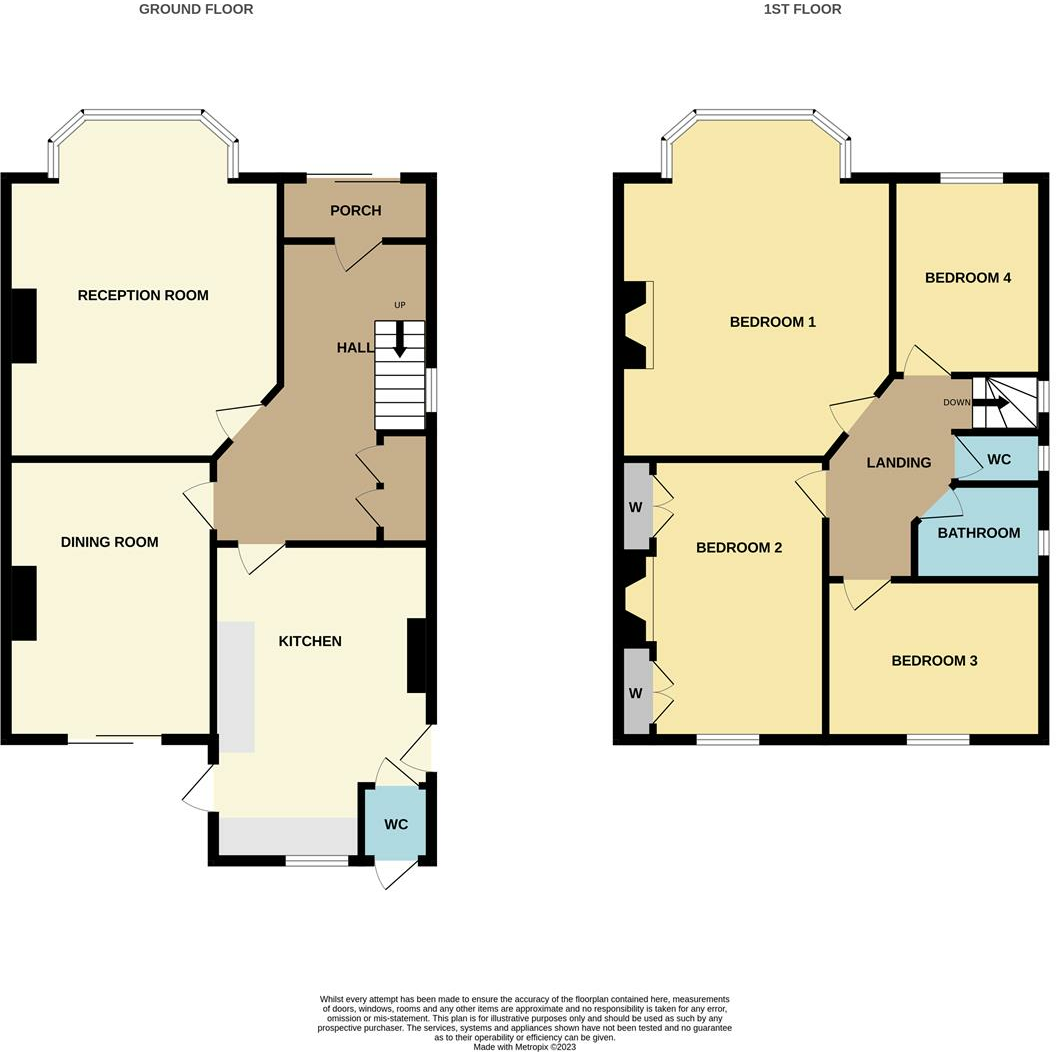 GROUND FLOOR
1ST FLOOR
PORCH
RECEPTION ROOM
UP
HALL
DINING ROOM
KITCHEN
WC
BEDROOM 4
BEDROOM 1
DOWN
LANDING
WC
W
BATHROOM
BEDROOM 2
BEDROOM 3
W
Whilst every attempt has been made to ensure the accuracy of the floorplan contained here, measurements
of doors, windows, rooms and any other items are approximate and no responsibility is taken for any error,
omission or mis-statement. This plan is for illustrative purposes only and should be used as such by any
prospective purchaser. The services, systems and appliances shown have not been tested and no guarantee
as to their operability or efficiency can be given.
Made with Metropix ©2023